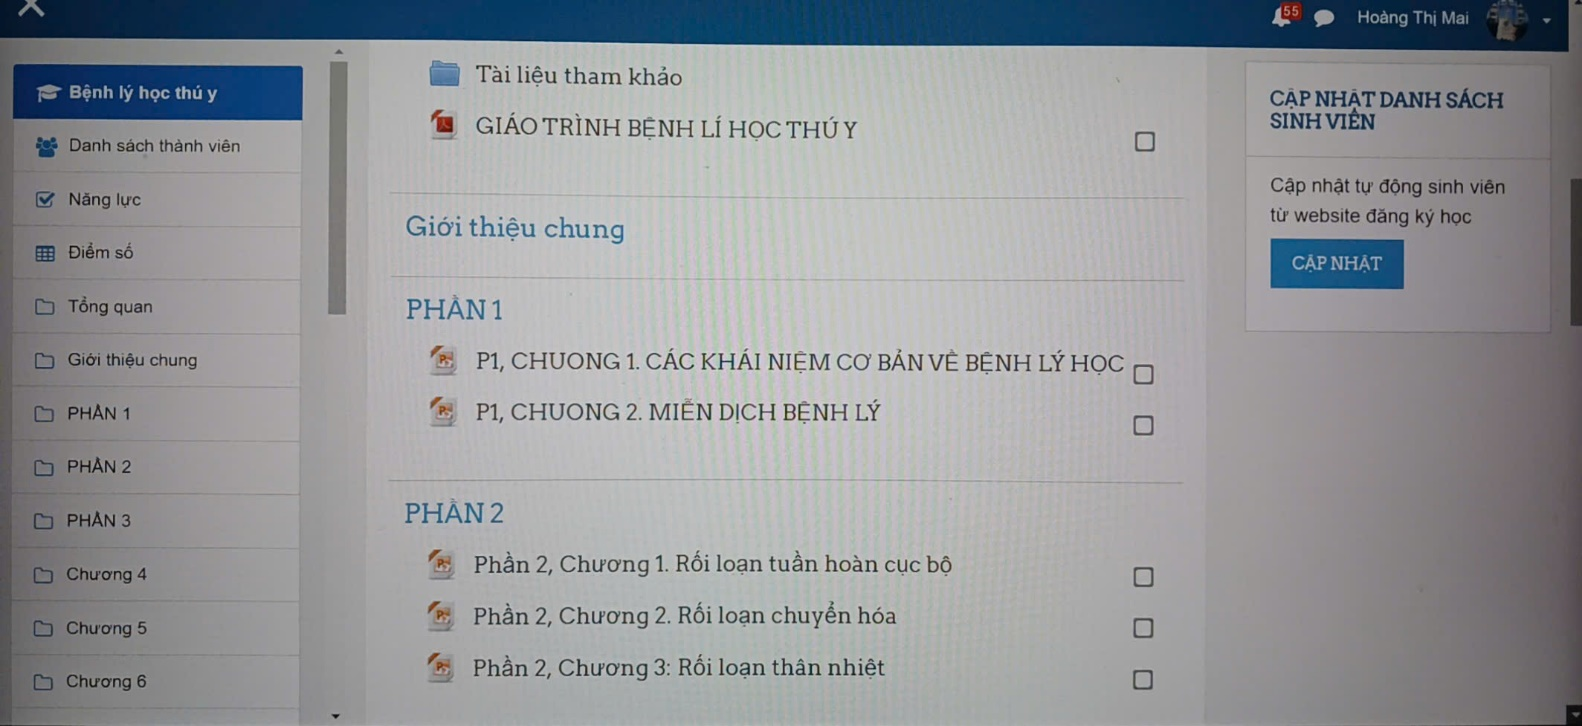 55
Hoàng Thị Mai
Bệnh lý học thú y
Danh sách thành viên
Năng lực
Điểm số
Tổng quan
Giới thiệu chung
PHẦN 1
PHẦN 2
PHẦN 3
Chương 4
Chương 5
Chương 6
Tài liệu tham khảo
GIÁO TRÌNH BỆNH LÍ HỌC THÚ Y
Giới thiệu chung
PHẦN 1
P1, CHUONG 1. CÁC KHÁI NIỆM CƠ BẢN VỀ BỆNH LÝ HỌC
P1, CHUONG 2. MIỄN DỊCH BỆNH LÝ
PHẦN 2
Phần 2, Chương 1. Rối loạn tuần hoàn cục bộ
Phần 2, Chương 2. Rối loạn chuyển hóa
Phần 2, Chương 3: Rối loạn thân nhiệt
CẬP NHẬT DANH SÁCH
SINH VIÊN
Cập nhật tự động sinh viên
từ website đăng ký học
CẬP NHẬT